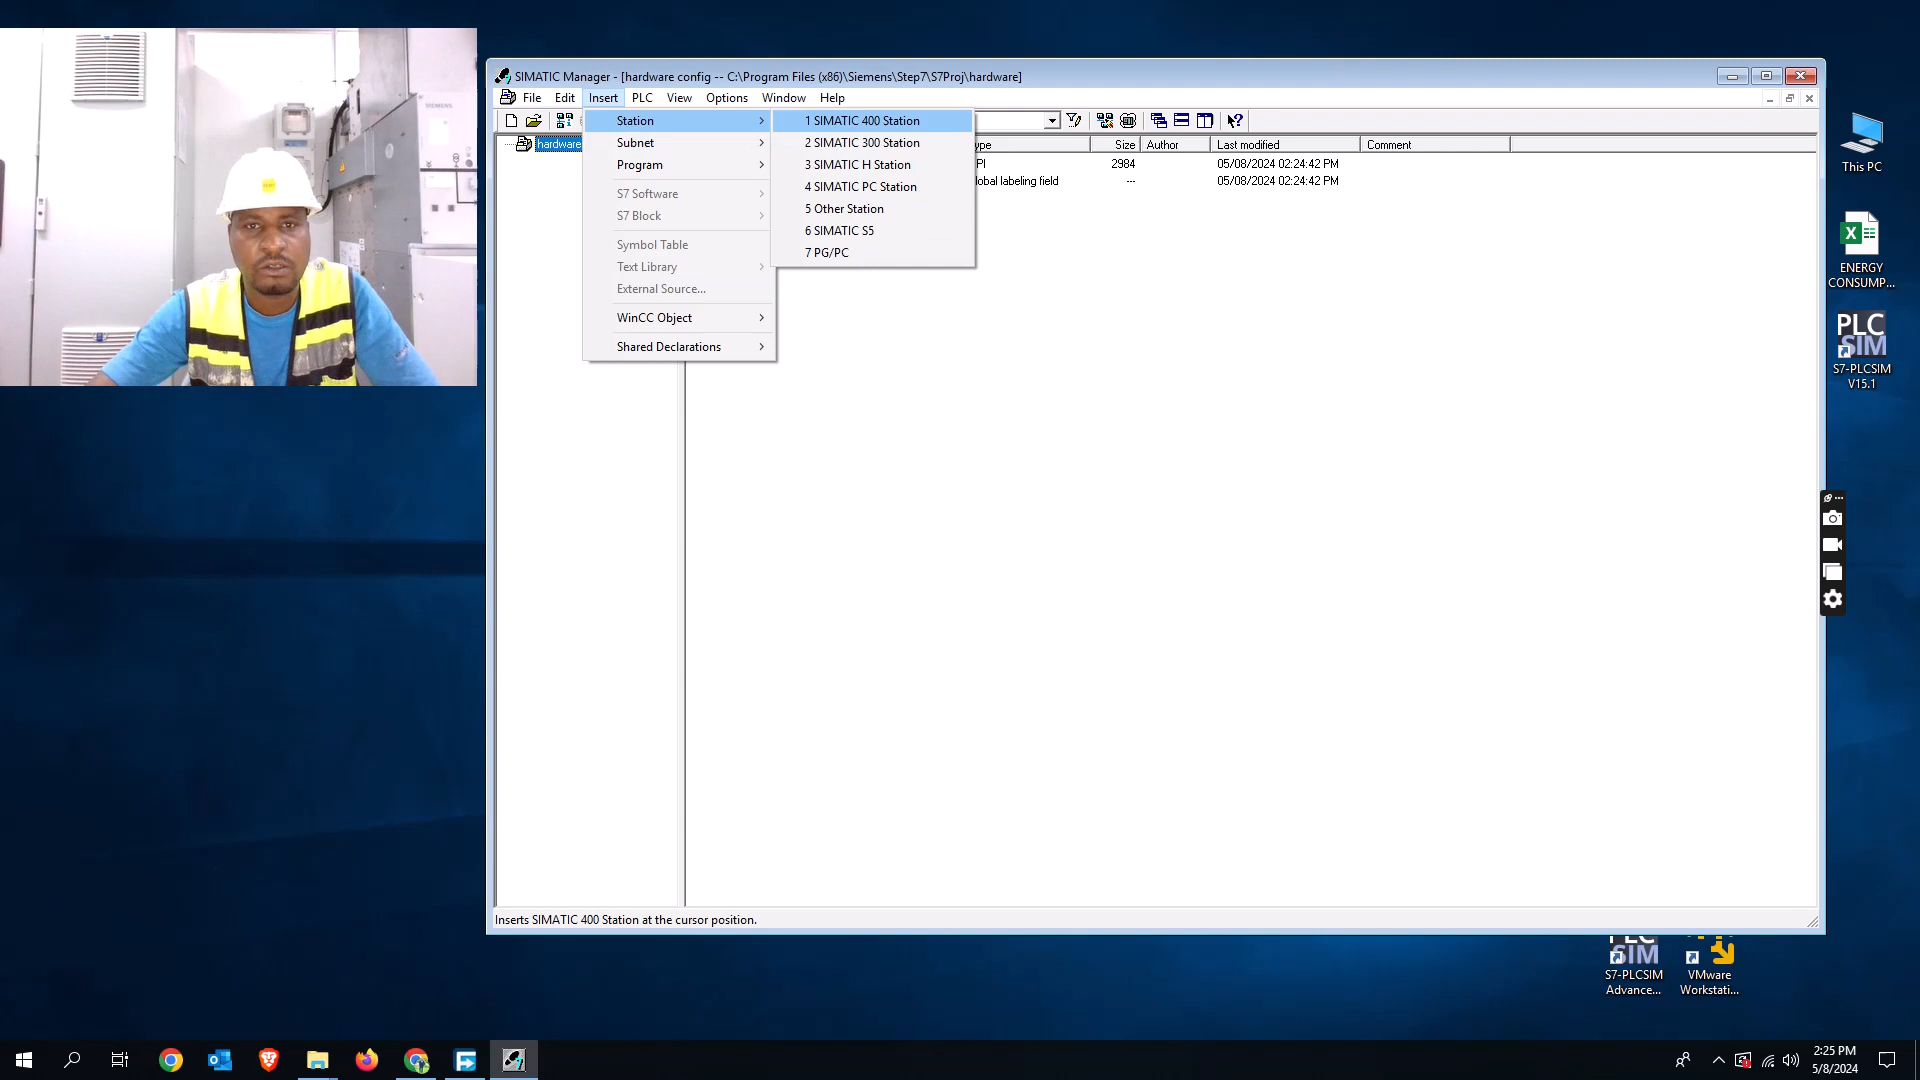 SIEMENS
SIMATIC Manager - [hardware config -- C:\Program Files (x86)\Siemens\Step7\S7Proj\hardware]
File Edit Insert PLC View Options Window Help
Station
Subnet
Program
S7 Software
S7 Block
Symbol Table
Text Library
External Source...
WinCC Object
Shared Declarations
1 SIMATIC 400 Station
2 SIMATIC 300 Station
3 SIMATIC H Station
4 SIMATIC PC Station
5 Other Station
6 SIMATIC S5
7 PG/PC
hardware
ype Size Author Last modified Comment
PI 2984 05/08/2024 02:24:42 PM
lobal labeling field --- 05/08/2024 02:24:42 PM
Inserts SIMATIC 400 Station at the cursor position.
This PC
ENERGY
CONSUMP...
PLC
SIM
S7-PLCSIM
V15.1
PLC
SIM
S7-PLCSIM
Advance...
VMware
Workstati...
2:25 PM
5/8/2024